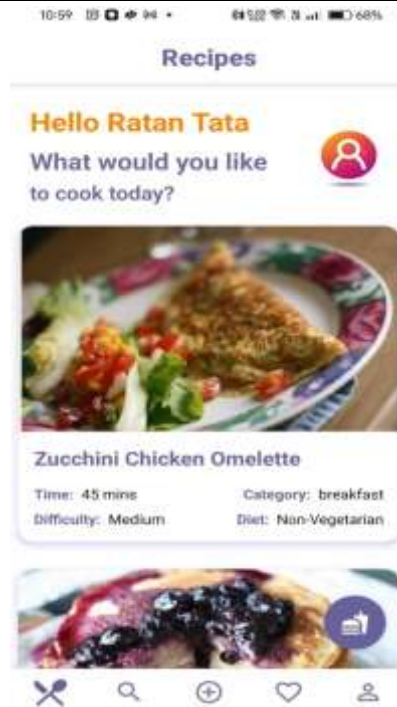 10:59 68%
Recipes
Hello Ratan Tata
What would you like
to cook today?
Zucchini Chicken Omelette
Time: 45 mins Category: breakfast
Difficulty: Medium Diet: Non-Vegetarian